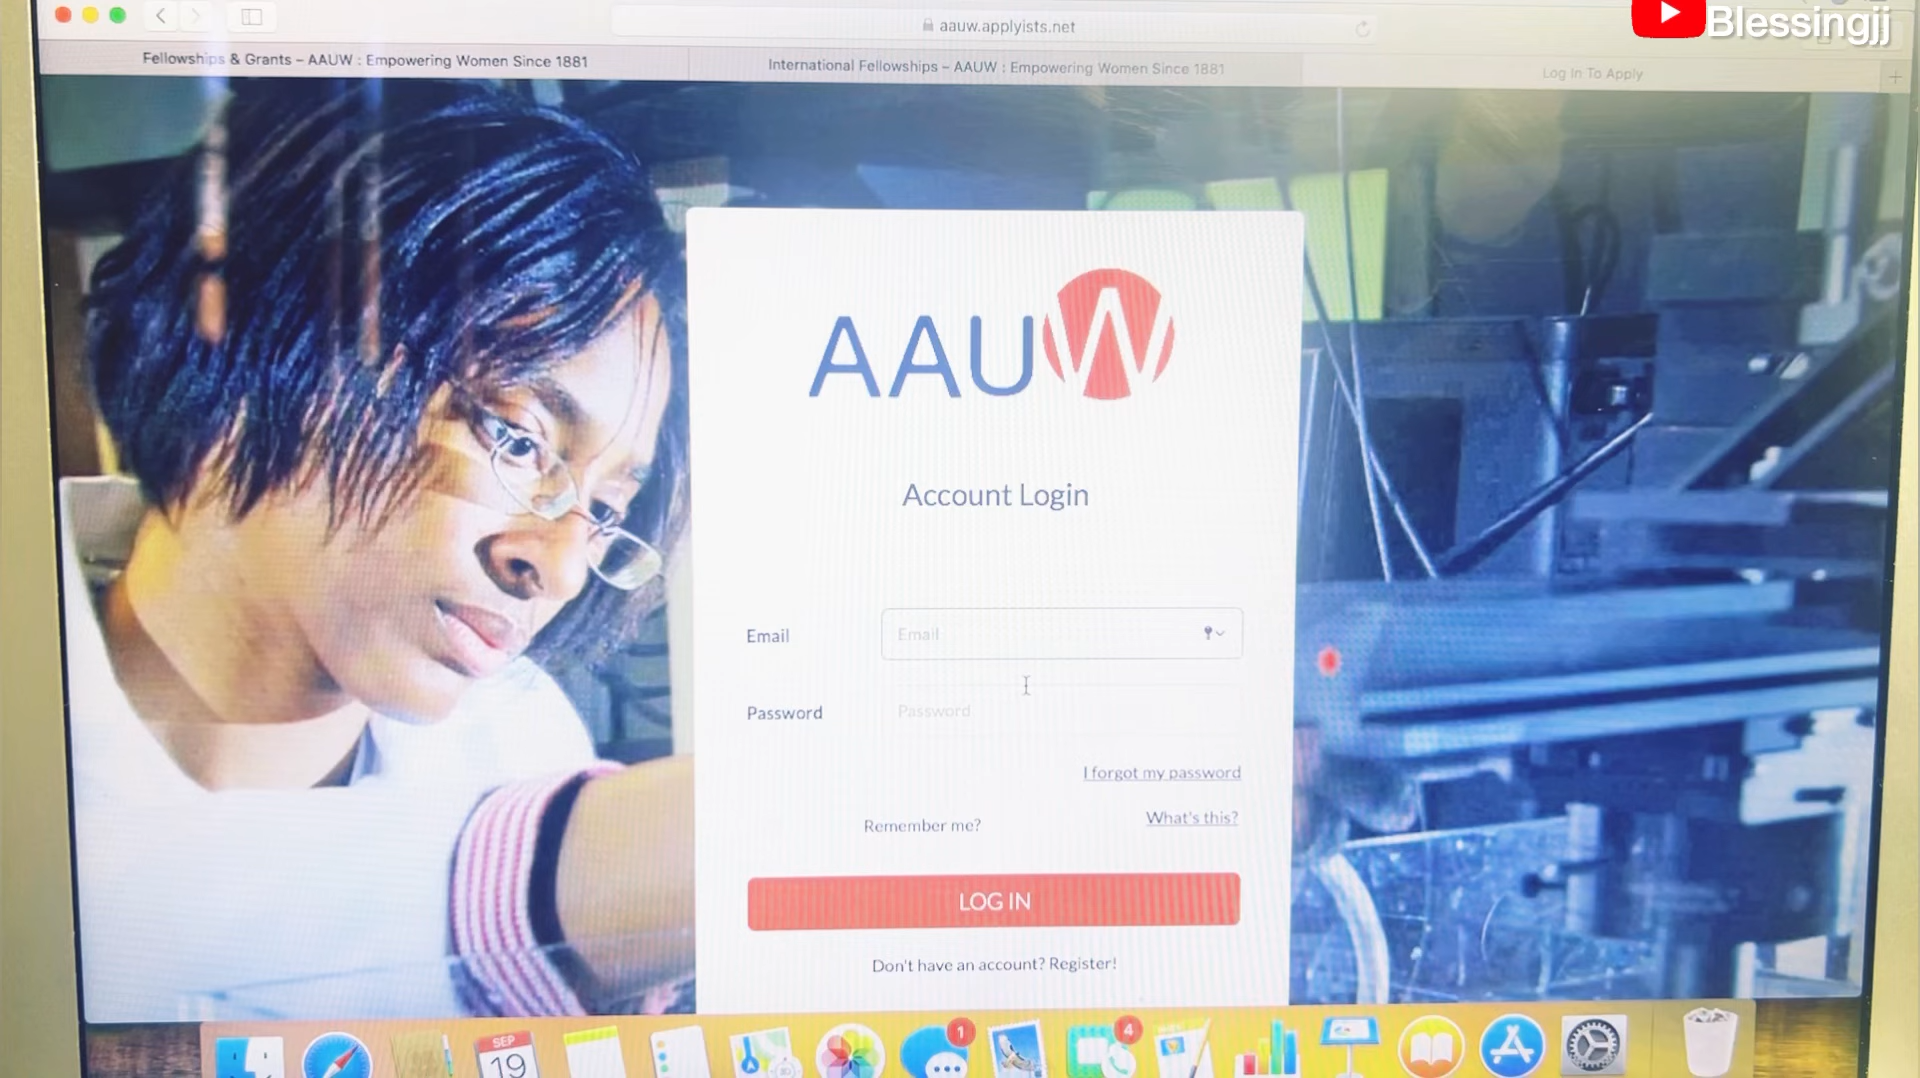 Blessingjj
aauw.applyists.net
Fellowships & Grants – AAUW : Empowering Women Since 1881
International Fellowships – AAUW : Empowering Women Since 1881
Log In To Apply
AAUW
Account Login
Email
Email
Password
Password
I forgot my password
Remember me?
What's this?
LOG IN
Don't have an account? Register!
SEP
19
1
4